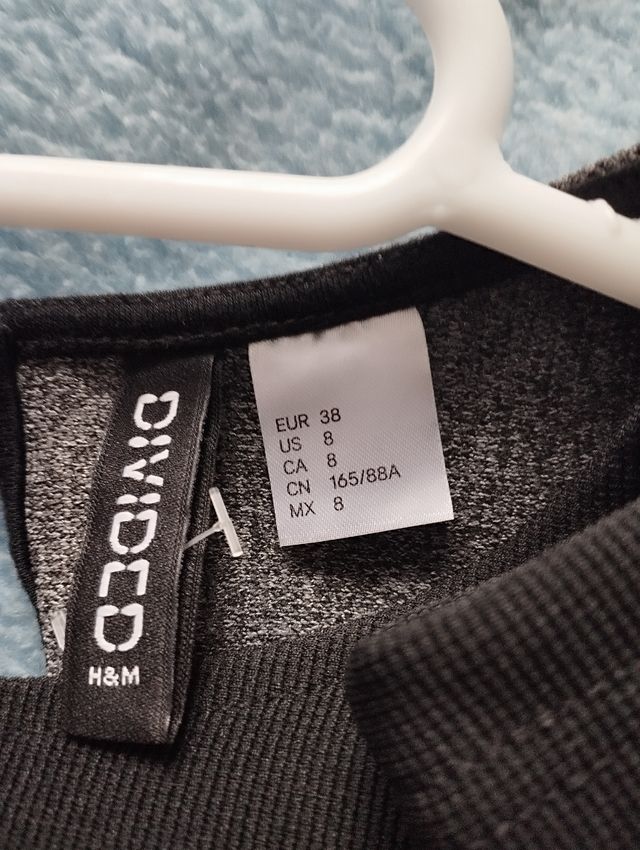 DIVIDED
H&M
EUR 38
US 8
CA 8
CN 165/88A
MX 8